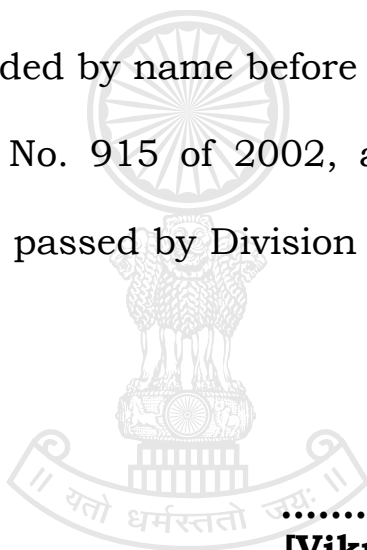 ded by name before
No. 915 of 2002, a
passed by Division
॥ यतो धर्मस्ततो जयः ॥
........
[Vik